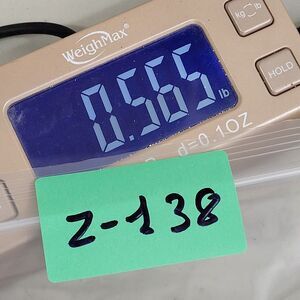 WeighMax®
kg lb
0.565 lb
HOLD
d=0.1OZ
Z-138